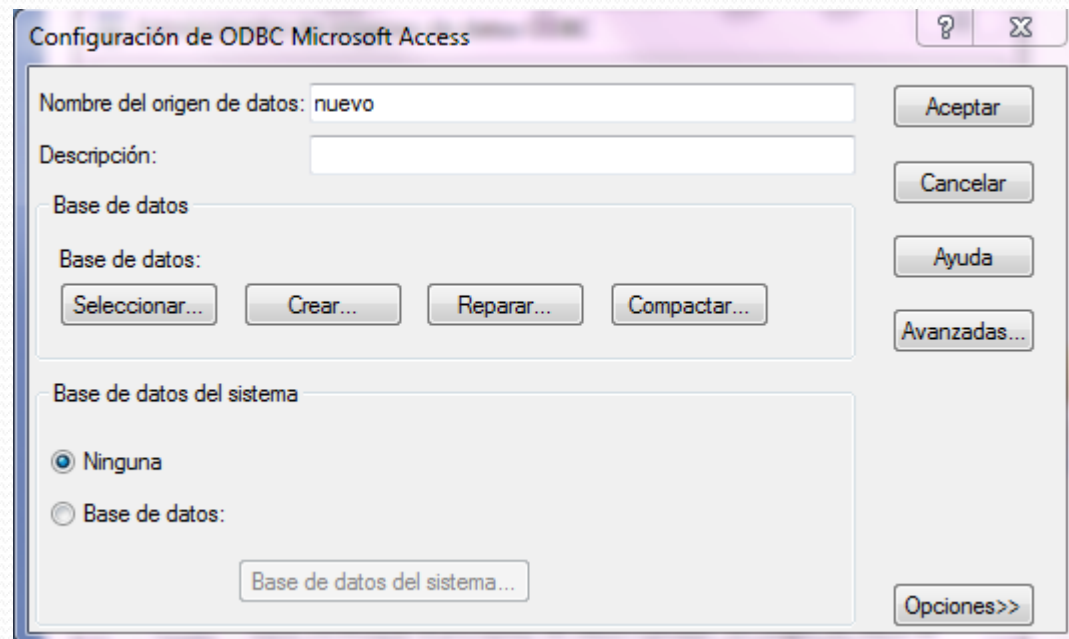 Configuración de ODBC Microsoft Access
Nombre del origen de datos: nuevo
Aceptar
Descripción:
Cancelar
Base de datos
Base de datos:
Ayuda
Seleccionar... Crear... Reparar... Compactar...
Avanzadas...
Base de datos del sistema
Ninguna
Base de datos:
Base de datos del sistema...
Opciones>>